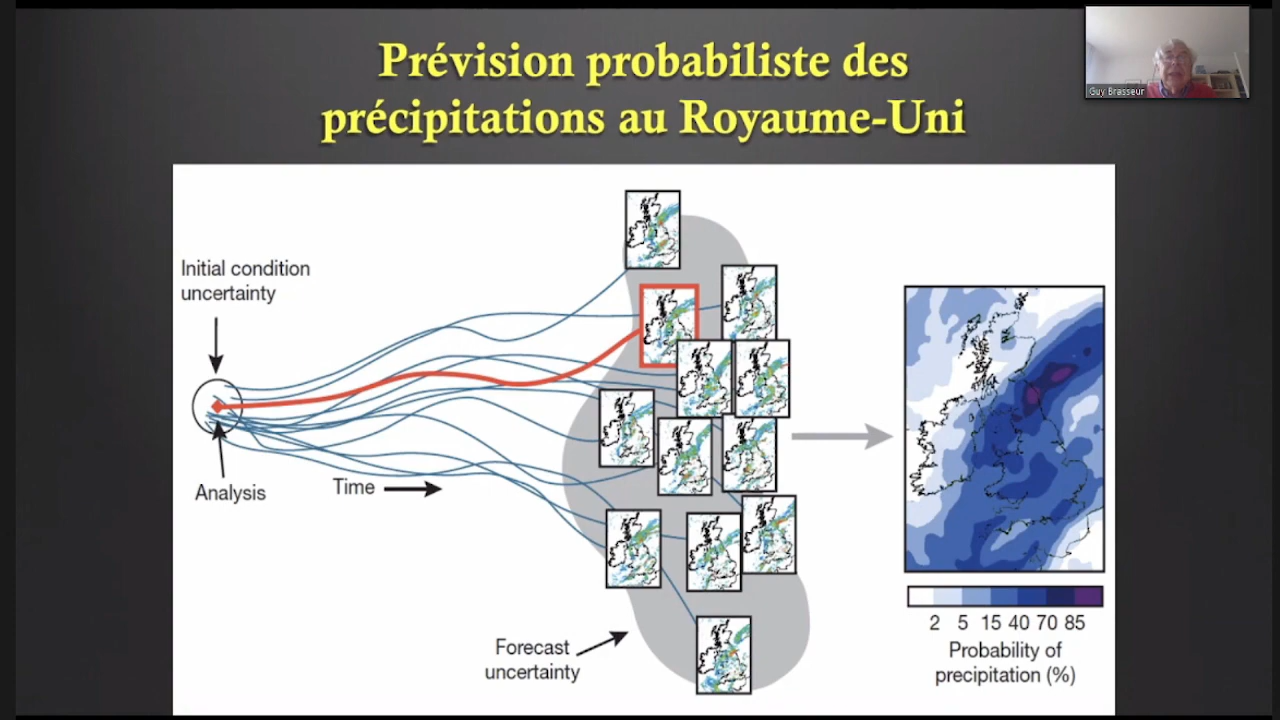 Prévision probabiliste des
précipitations au Royaume-Uni
Guy Brasseur
Initial condition
uncertainty
Analysis
Time
Forecast
uncertainty
2 5 15 40 70 85
Probability of
precipitation (%)